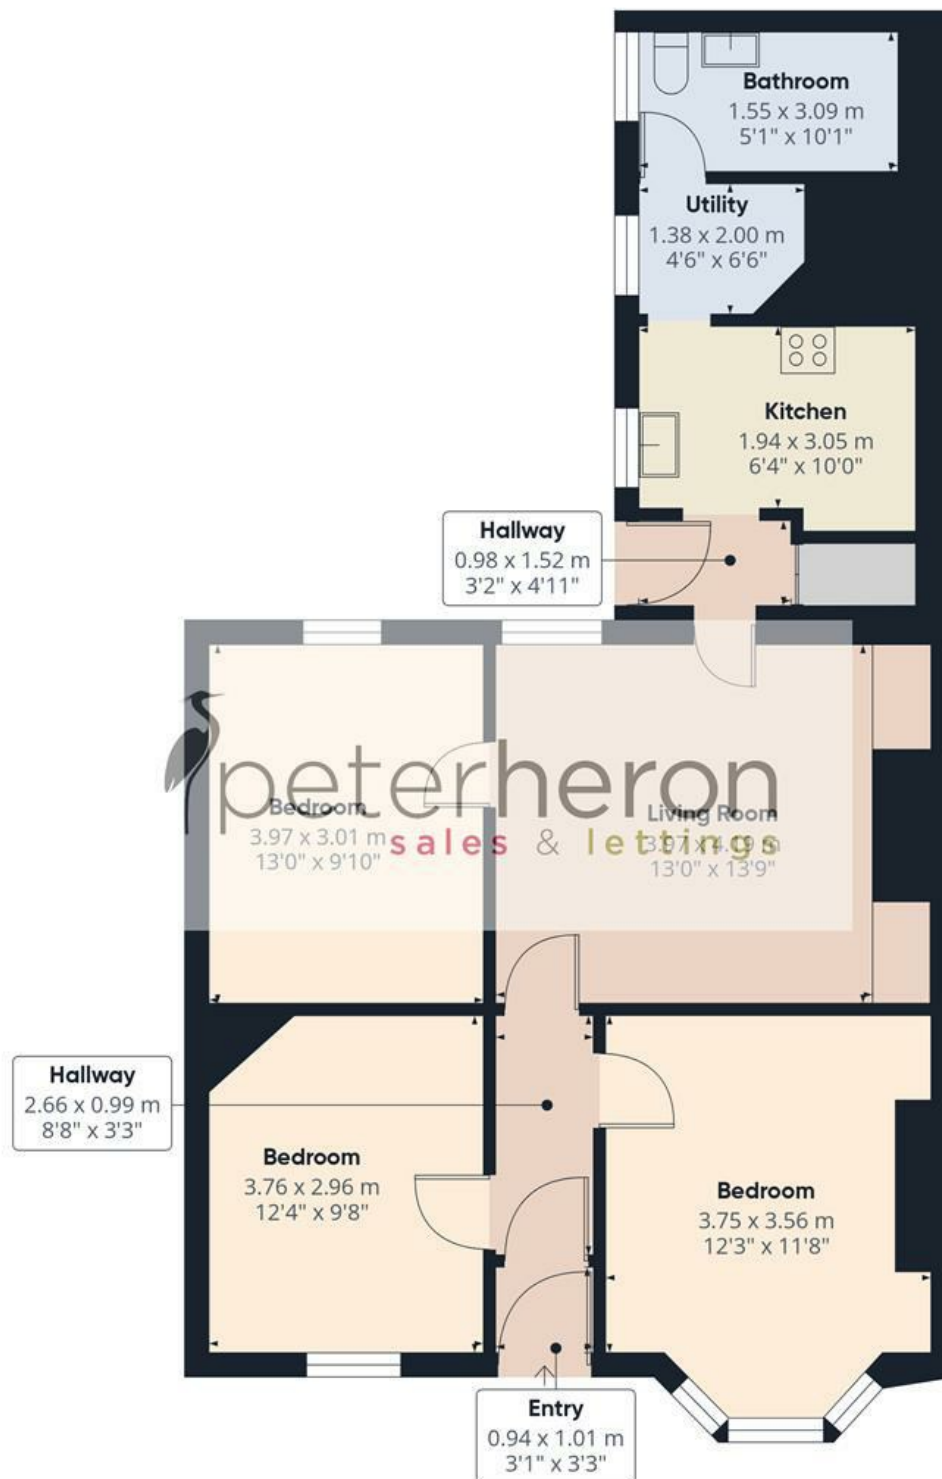 Bathroom
1.55 x 3.09 m
5'1" x 10'1"
Utility
1.38 x 2.00 m
4'6" x 6'6"
Kitchen
1.94 x 3.05 m
6'4" x 10'0"
Hallway
0.98 x 1.52 m
3'2" x 4'11"
peterheron
sales & lettings
Bedroom
3.97 x 3.01 m
13'0" x 9'10"
Living Room
3.97 x 4.19 m
13'0" x 13'9"
Hallway
2.66 x 0.99 m
8'8" x 3'3"
Bedroom
3.76 x 2.96 m
12'4" x 9'8"
Bedroom
3.75 x 3.56 m
12'3" x 11'8"
Entry
0.94 x 1.01 m
3'1" x 3'3"